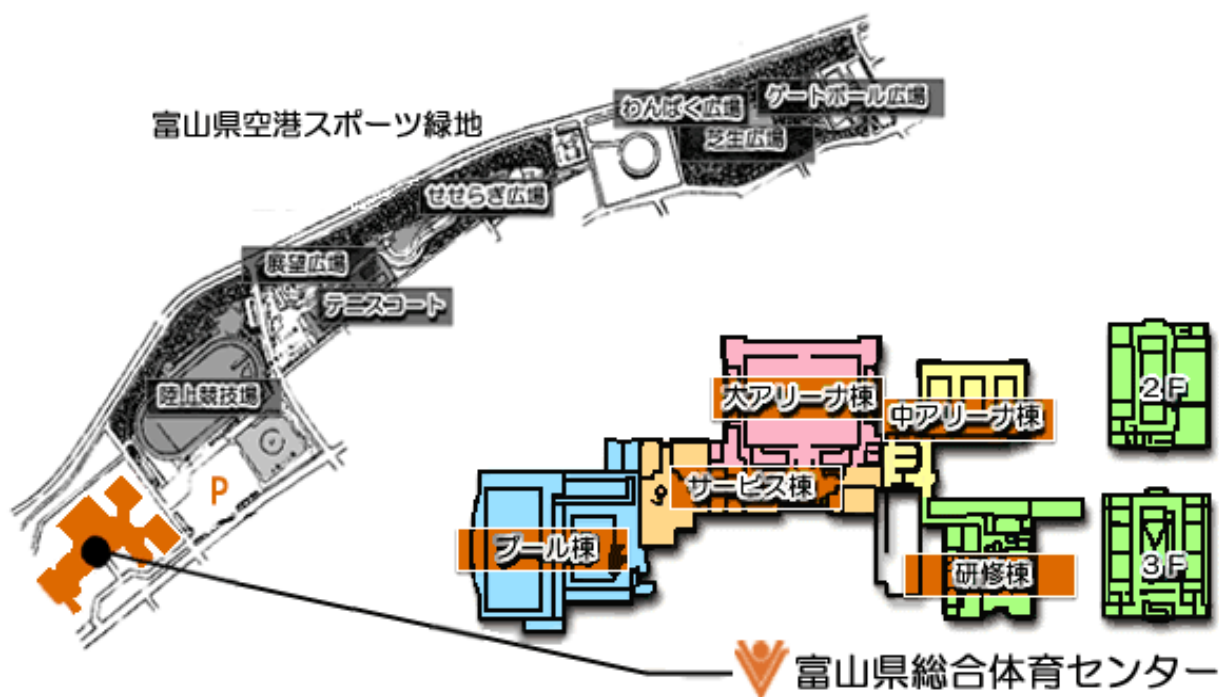 富山県空港スポーツ緑地
ゲートボール広場
わんぱく広場
芝生広場
せせらぎ広場
展望広場
テニスコート
陸上競技場
P
大アリーナ棟
中アリーナ棟
サービス棟
プール棟
研修棟
2F
3F
富山県総合体育センター